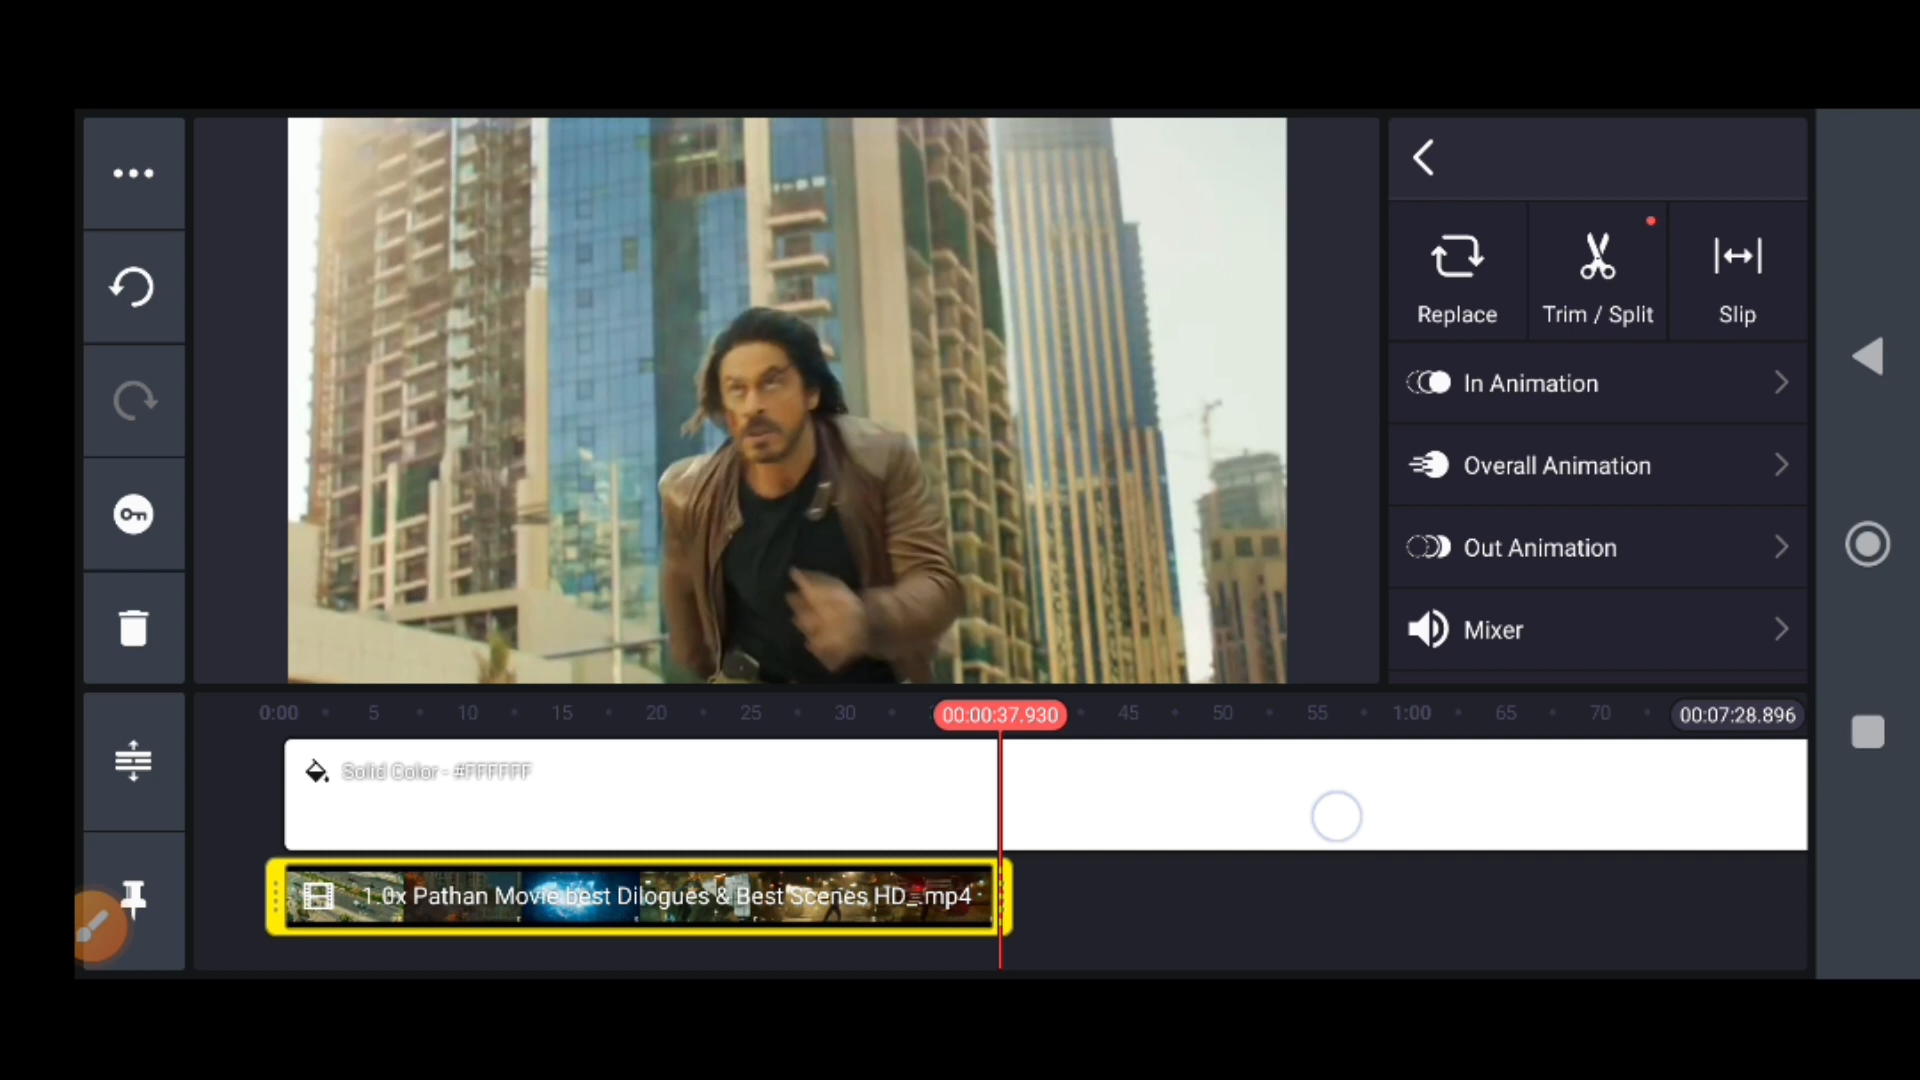 Replace
Trim / Split
Slip
In Animation
Overall Animation
Out Animation
Mixer
0:00 5 10 15 20 25 30 00:00:37.930 45 50 55 1:00 65 70 00:07:28.896
Solid Color - #FFFFFF
1.0x Pathan Movie best Dilogues & Best Scenes HD_.mp4